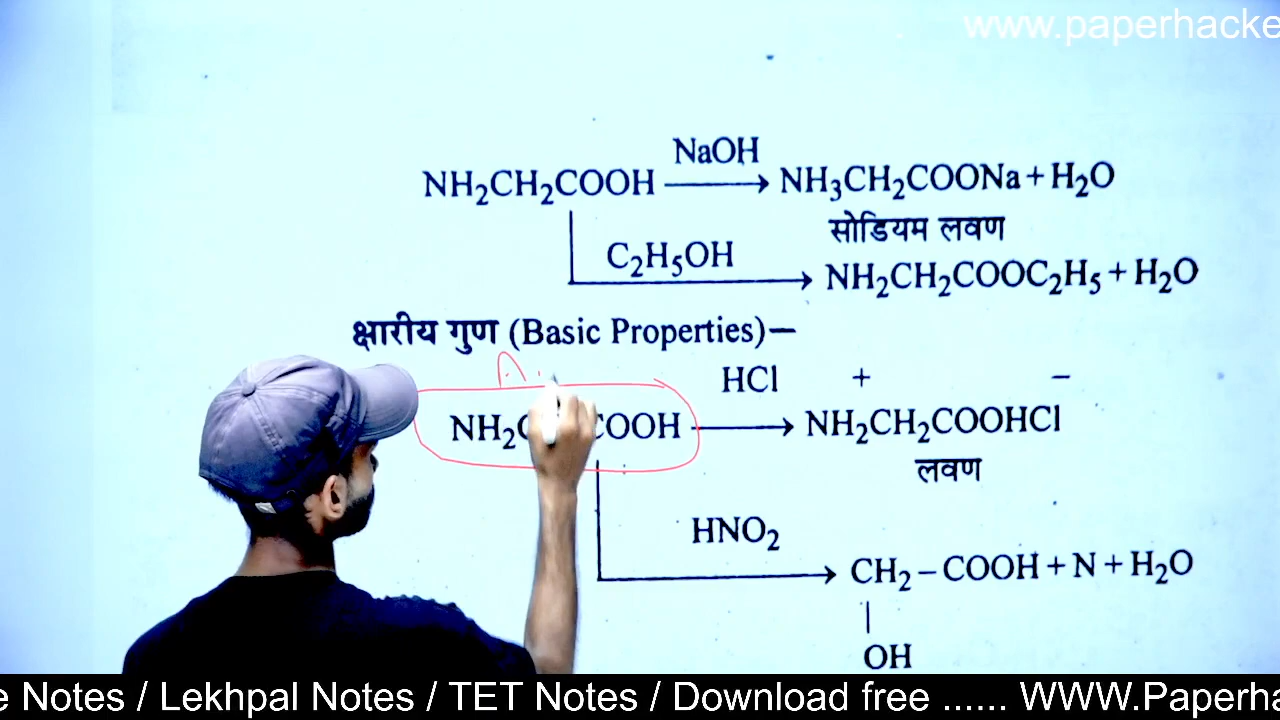 www.paperhacke
NaOH
NH₂CH₂COOH → NH₃CH₂COONa + H₂O
सोडियम लवण
C₂H₅OH
→ NH₂CH₂COOC₂H₅ + H₂O
क्षारीय गुण (Basic Properties)—
HCl + −
NH₂C COOH → NH₂CH₂COOHCl
लवण
HNO₂
→ CH₂ – COOH + N + H₂O
|
OH
e Notes / Lekhpal Notes / TET Notes / Download free ...... WWW.Paperha